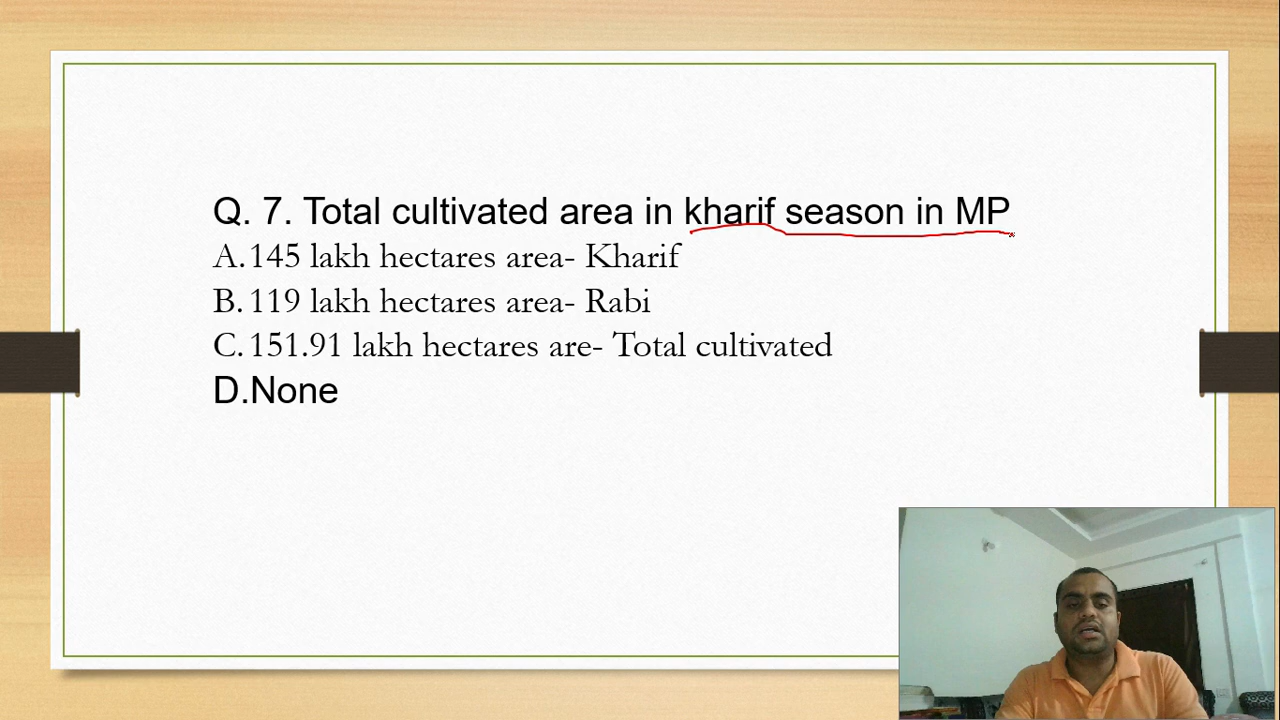 Q. 7. Total cultivated area in kharif season in MP
A.145 lakh hectares area- Kharif
B.119 lakh hectares area- Rabi
C.151.91 lakh hectares are- Total cultivated
D.None